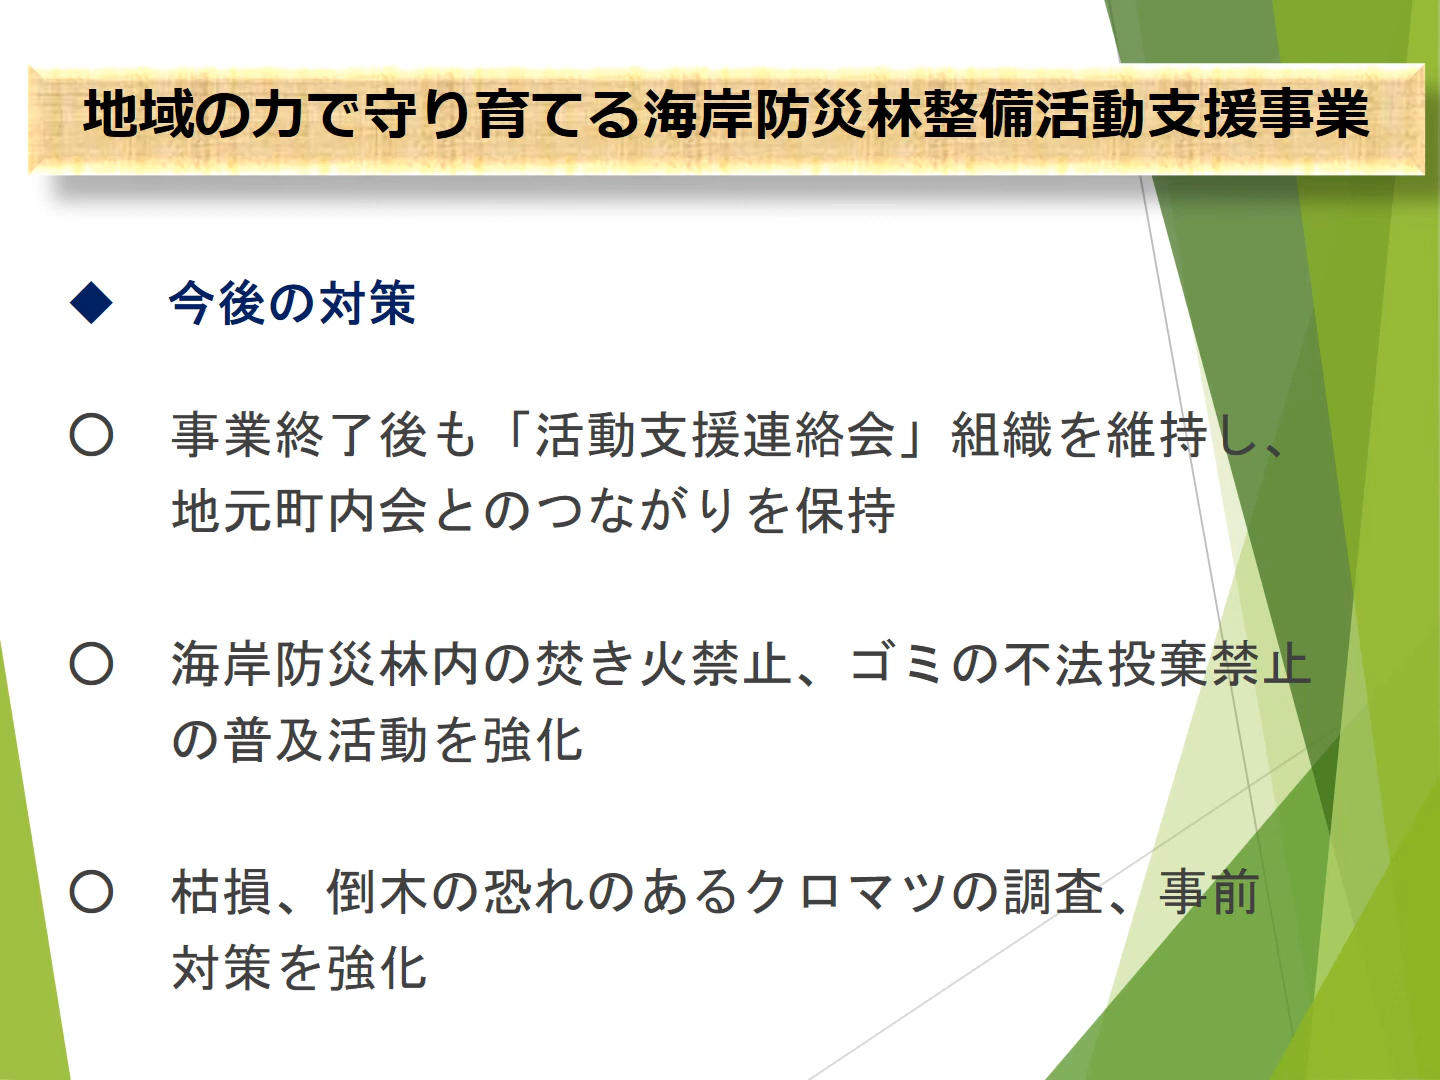 地域の力で守り育てる海岸防災林整備活動支援事業
◆ 今後の対策
〇 事業終了後も「活動支援連絡会」組織を維持し、
地元町内会とのつながりを保持
〇 海岸防災林内の焚き火禁止、ゴミの不法投棄禁止
の普及活動を強化
〇 枯損、倒木の恐れのあるクロマツの調査、事前
対策を強化